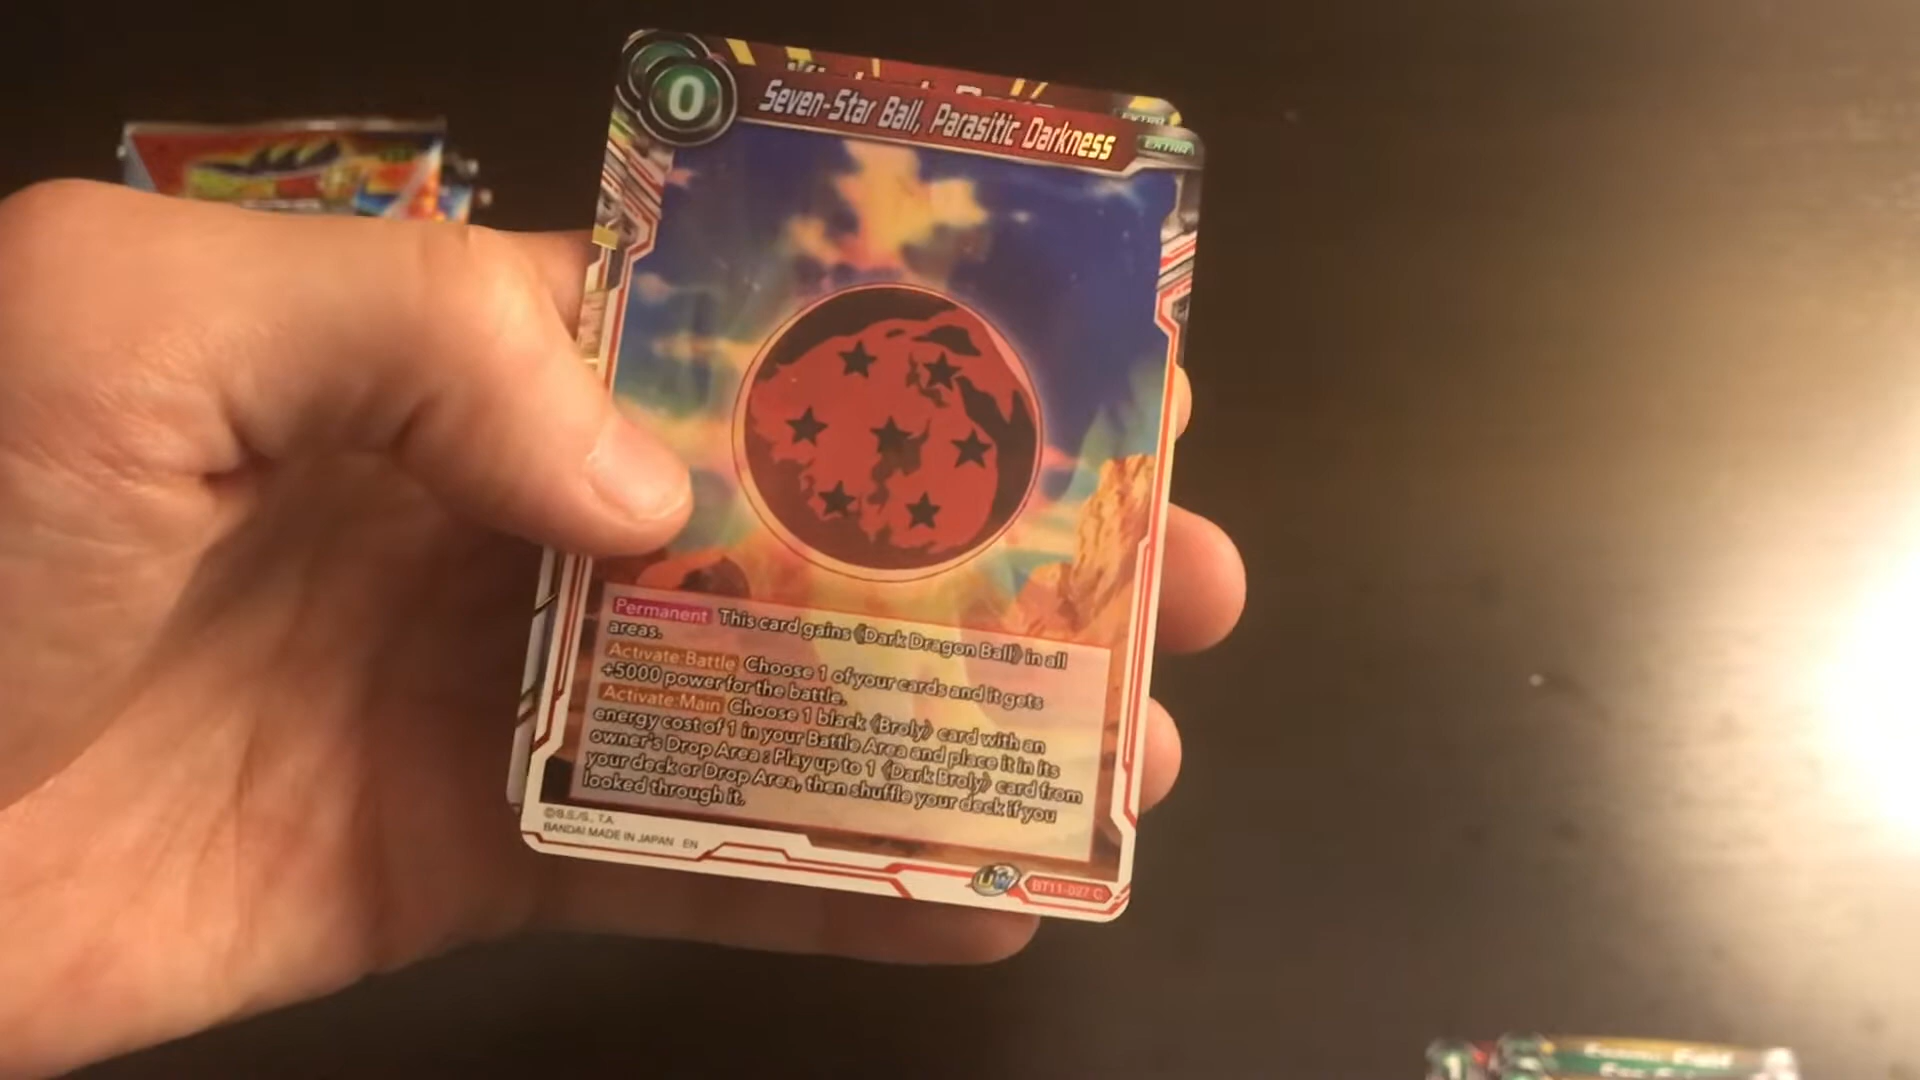 0
Seven-Star Ball, Parasitic Darkness
EXTRA
Permanent This card gains 《Dark Dragon Ball》 in all
areas.
Activate:Battle Choose 1 of your cards and it gets
+5000 power for the battle.
Activate:Main Choose 1 black 《Broly》 card with an
energy cost of 1 in your Battle Area and place it in its
owner's Drop Area : Play up to 1 《Dark Broly》 card from
your deck or Drop Area, then shuffle your deck if you
looked through it.
©B.S./S., T.A
BANDAI MADE IN JAPAN EN
UW
BT11-027 C